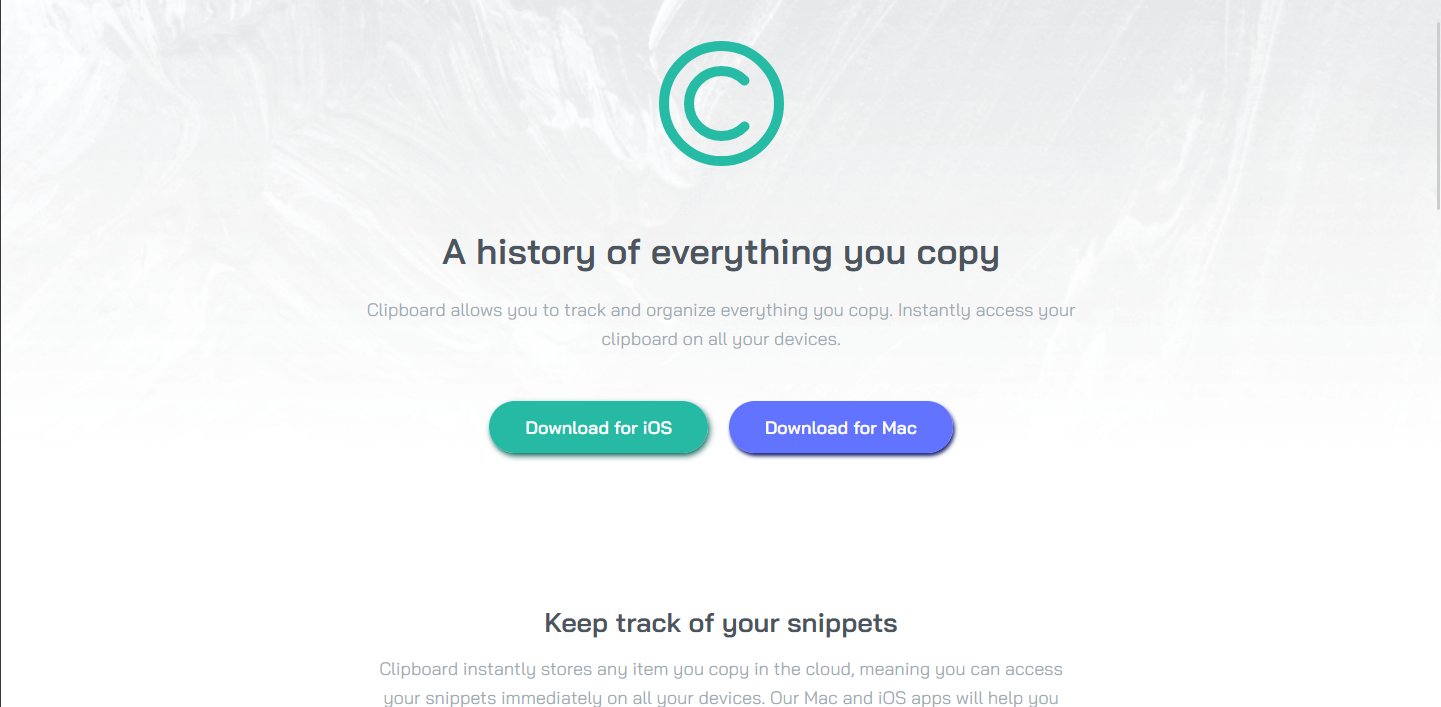 A history of everything you copy
Clipboard allows you to track and organize everything you copy. Instantly access your
clipboard on all your devices.
Download for iOS
Download for Mac
Keep track of your snippets
Clipboard instantly stores any item you copy in the cloud, meaning you can access
your snippets immediately on all your devices. Our Mac and iOS apps will help you